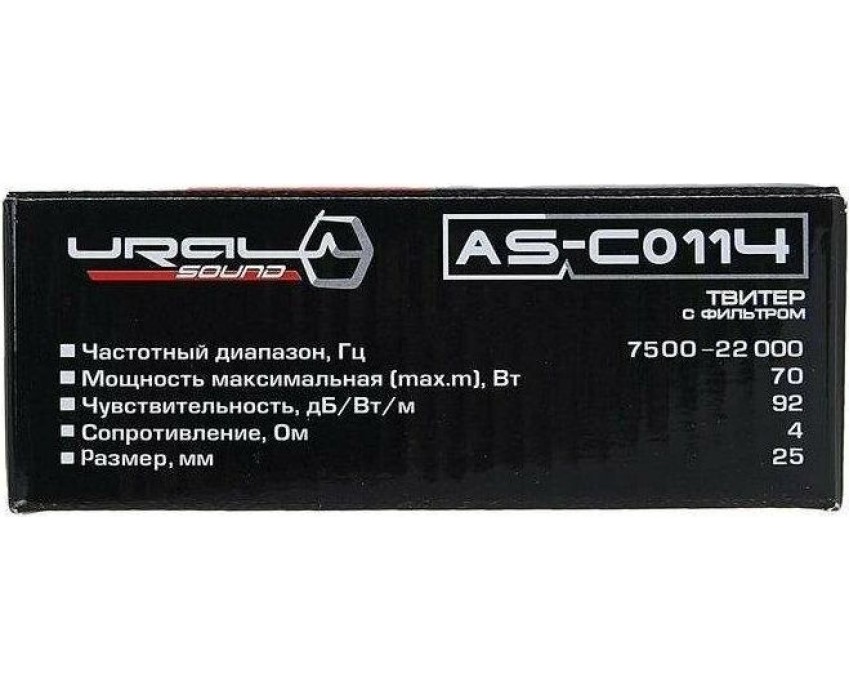 URAL
SOUND
AS-C0114
ТВИТЕР
С ФИЛЬТРОМ
Частотный диапазон, Гц 7500-22 000
Мощность максимальная (max.m), Вт 70
Чувствительность, дБ/Вт/м 92
Сопротивление, Ом 4
Размер, мм 25